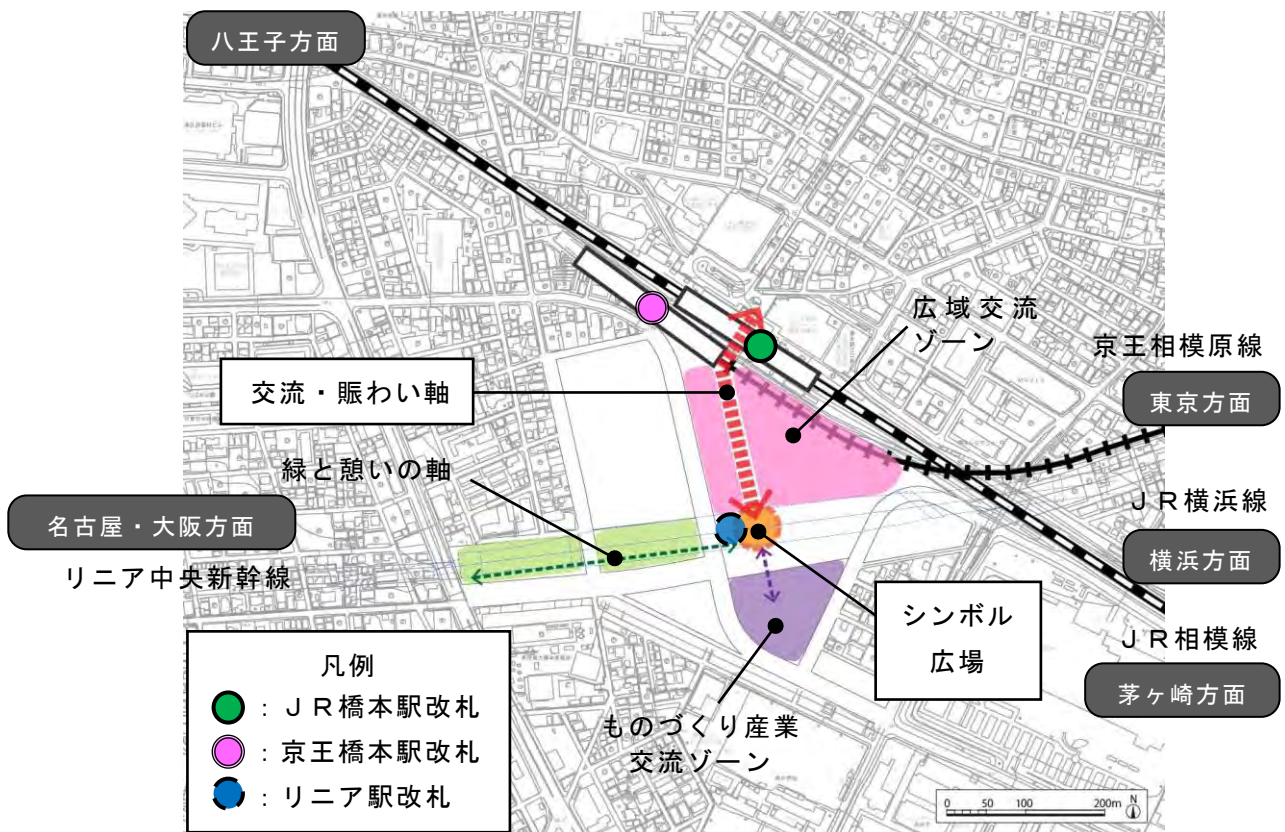 八王子方面
広域交流
ゾーン
京王相模原線
東京方面
交流・賑わい軸
緑と憩いの軸
名古屋・大阪方面
リニア中央新幹線
JR横浜線
横浜方面
シンボル
広場
JR相模線
茅ヶ崎方面
ものづくり産業
交流ゾーン
凡例
：JR橋本駅改札
：京王橋本駅改札
：リニア駅改札
0 50 100 200m
N